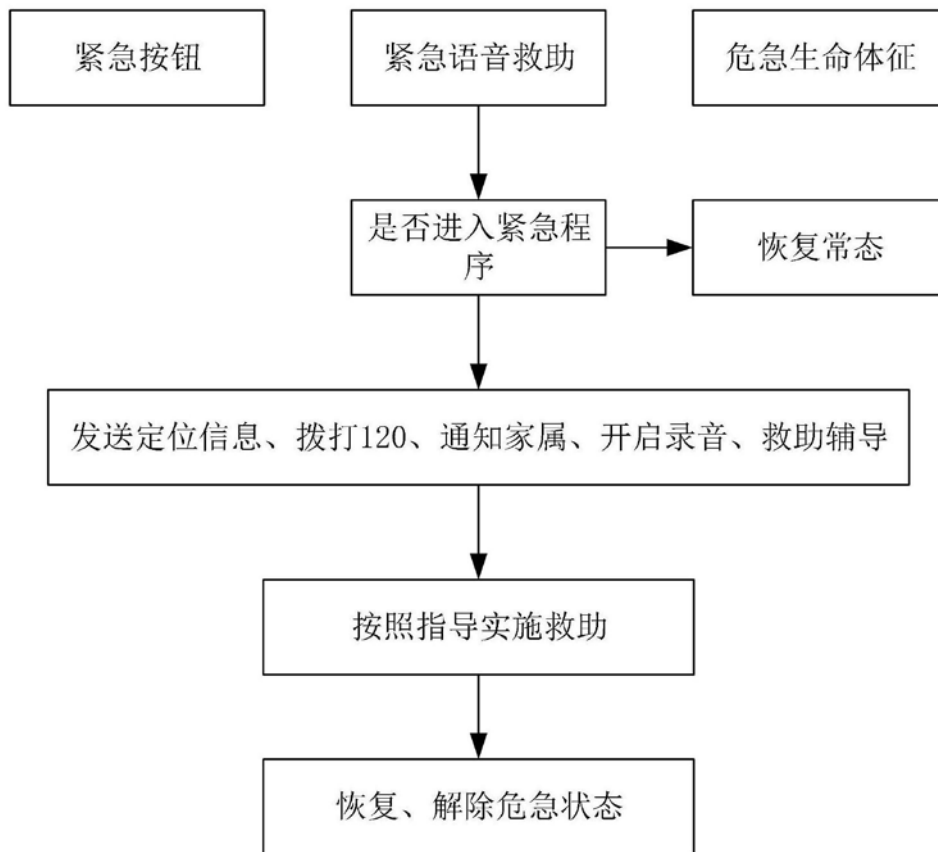 紧急按钮
紧急语音救助
危急生命体征
是否进入紧急程
序
恢复常态
发送定位信息、拨打120、通知家属、开启录音、救助辅导
按照指导实施救助
恢复、解除危急状态